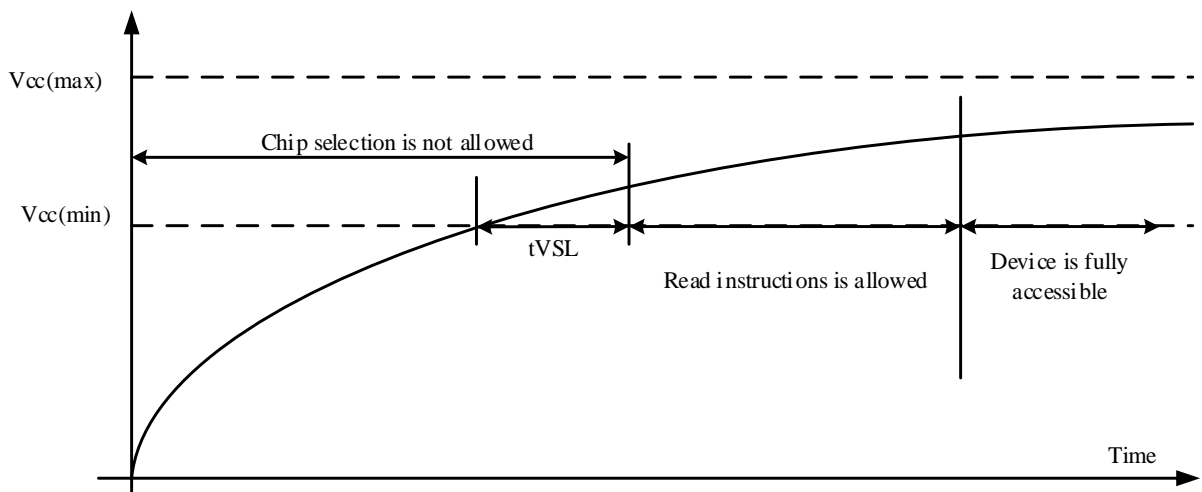 Vcc(max)
Chip selection is not allowed
Vcc(min)
tVSL
Read instructions is allowed
Device is fully
accessible
Time